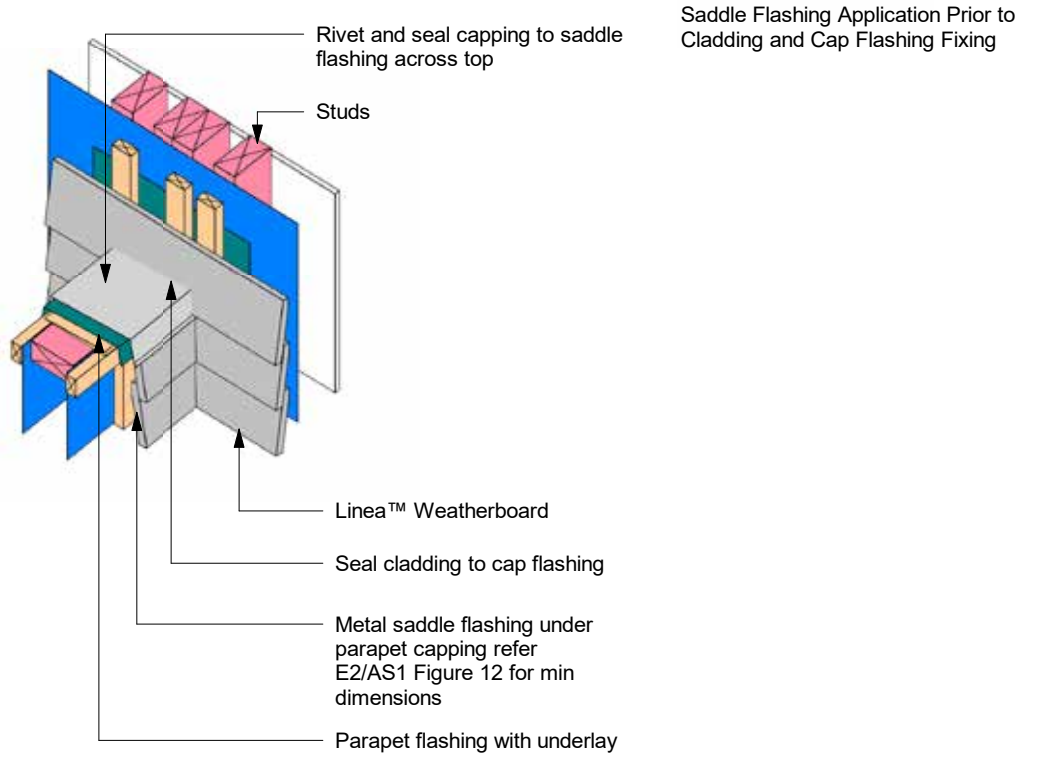 Saddle Flashing Application Prior to
Cladding and Cap Flashing Fixing
Rivet and seal capping to saddle
flashing across top
Studs
Linea™ Weatherboard
Seal cladding to cap flashing
Metal saddle flashing under
parapet capping refer
E2/AS1 Figure 12 for min
dimensions
Parapet flashing with underlay